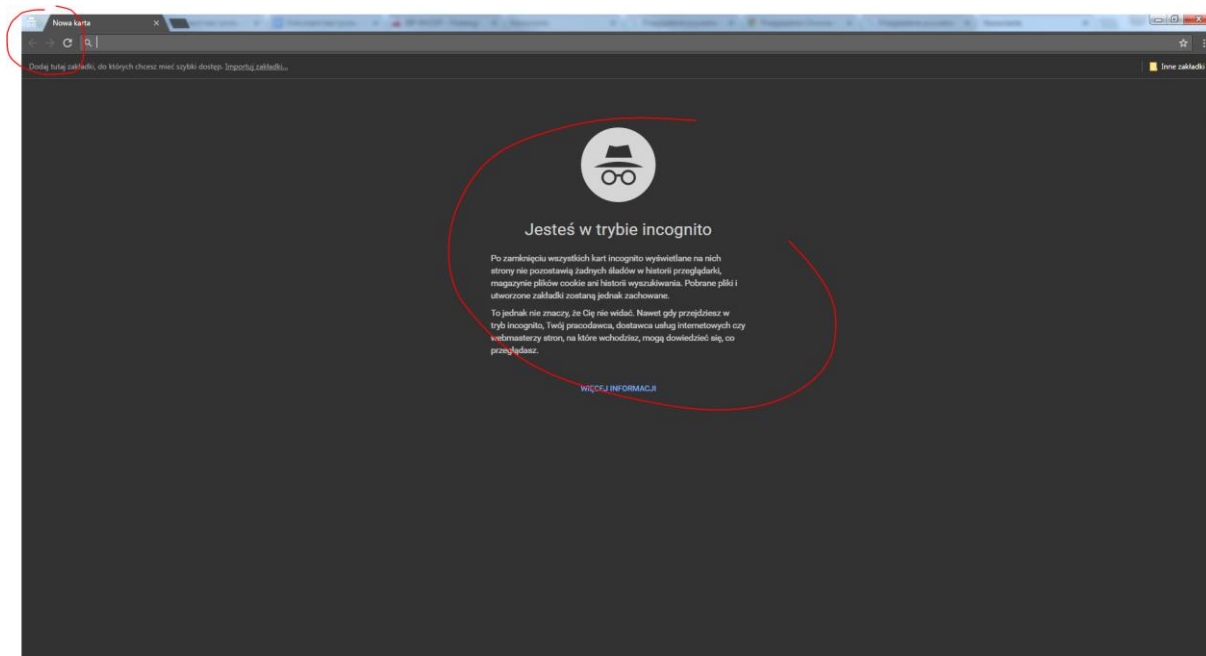 Nowa karta
Dodaj tutaj zakładki, do których chcesz mieć szybki dostęp. Importuj zakładki...
Inne zakładki
Jesteś w trybie incognito
Po zamknięciu wszystkich kart incognito wyświetlane na nich
strony nie pozostawią żadnych śladów w historii przeglądarki,
magazynie plików cookie ani historii wyszukiwania. Pobrane pliki i
utworzone zakładki zostaną jednak zachowane.
To jednak nie znaczy, że Cię nie widać. Nawet gdy przejdziesz w
tryb incognito, Twój pracodawca, dostawca usług internetowych czy
webmasterzy stron, na które wchodzisz, mogą dowiedzieć się, co
przeglądasz.
WIĘCEJ INFORMACJI